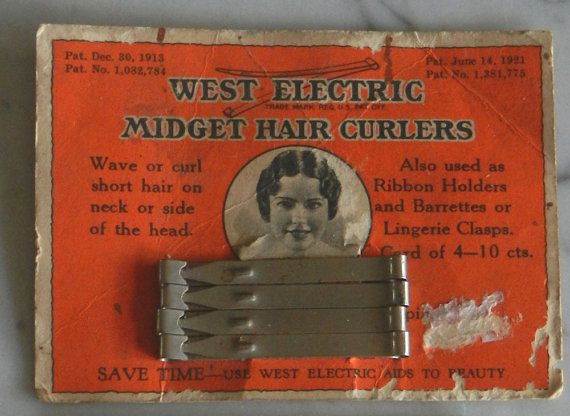 Pat. Dec. 30, 1913
Pat. No. 1,082,784
Pat. June 14, 1921
Pat. No. 1,381,775
WEST ELECTRIC
TRADE MARK REG. U.S. PAT. OFF.
MIDGET HAIR CURLERS
Wave or curl
short hair on
neck or side
of the head.
Also used as
Ribbon Holders
and Barrettes or
Lingerie Clasps.
Card of 4—10 cts.
SAVE TIME—USE WEST ELECTRIC AIDS TO BEAUTY